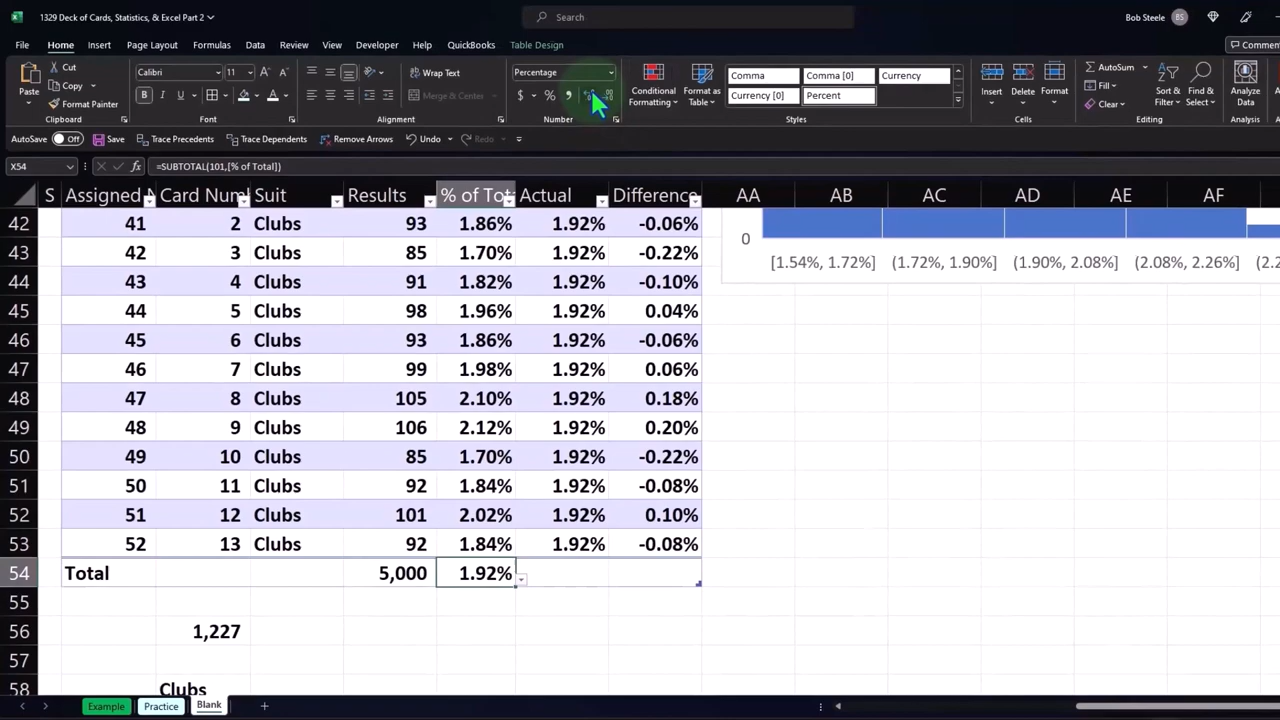 1329 Deck of Cards, Statistics, & Excel Part 2
Search
Bob Steele BS
File Home Insert Page Layout Formulas Data Review View Developer Help QuickBooks Table Design
Paste
Cut
Copy
Format Painter
Clipboard
Calibri 11
B I U
Font
Wrap Text
Merge & Center
Alignment
Percentage
$ % ,
Number
Conditional Formatting
Format as Table
Comma Comma [0] Currency
Currency [0] Percent
Styles
Insert Delete Format
Cells
AutoSum
Fill
Clear
Sort & Filter
Find & Select
Editing
Analyze Data
Analysis
AutoSave Off Save Trace Precedents Trace Dependents Remove Arrows Undo Redo
X54 fx =SUBTOTAL(101,[% of Total])
S Assigned N Card Num Suit Results % of Tot Actual Difference AA AB AC AD AE AF
42 41 2 Clubs 93 1.86% 1.92% -0.06% 0
43 42 3 Clubs 85 1.70% 1.92% -0.22% [1.54%, 1.72%] (1.72%, 1.90%] (1.90%, 2.08%] (2.08%, 2.26%] (2.2
44 43 4 Clubs 91 1.82% 1.92% -0.10%
45 44 5 Clubs 98 1.96% 1.92% 0.04%
46 45 6 Clubs 93 1.86% 1.92% -0.06%
47 46 7 Clubs 99 1.98% 1.92% 0.06%
48 47 8 Clubs 105 2.10% 1.92% 0.18%
49 48 9 Clubs 106 2.12% 1.92% 0.20%
50 49 10 Clubs 85 1.70% 1.92% -0.22%
51 50 11 Clubs 92 1.84% 1.92% -0.08%
52 51 12 Clubs 101 2.02% 1.92% 0.10%
53 52 13 Clubs 92 1.84% 1.92% -0.08%
54 Total 5,000 1.92%
55
56 1,227
57
58 Clubs
Example Practice Blank